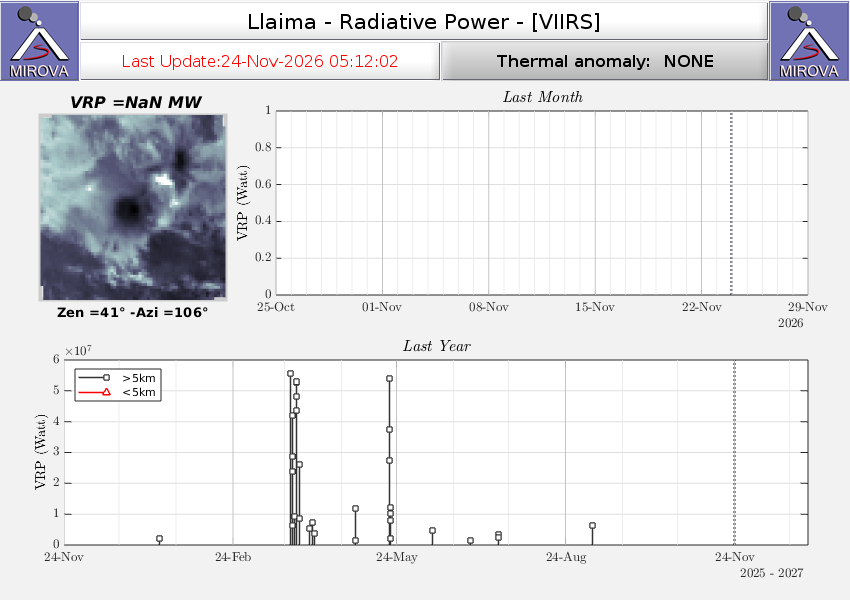 Llaima - Radiative Power - [VIIRS]
Last Update:24-Nov-2026 05:12:02
Thermal anomaly: NONE
MIROVA
MIROVA
VRP =NaN MW
Zen =41° -Azi =106°
Last Month
VRP (Watt)
1
0.8
0.6
0.4
0.2
0
25-Oct
01-Nov
08-Nov
15-Nov
22-Nov
29-Nov
2026
Last Year
×10⁷
VRP (Watt)
6
5
4
3
2
1
0
>5km
<5km
24-Nov
24-Feb
24-May
24-Aug
24-Nov
2025 - 2027